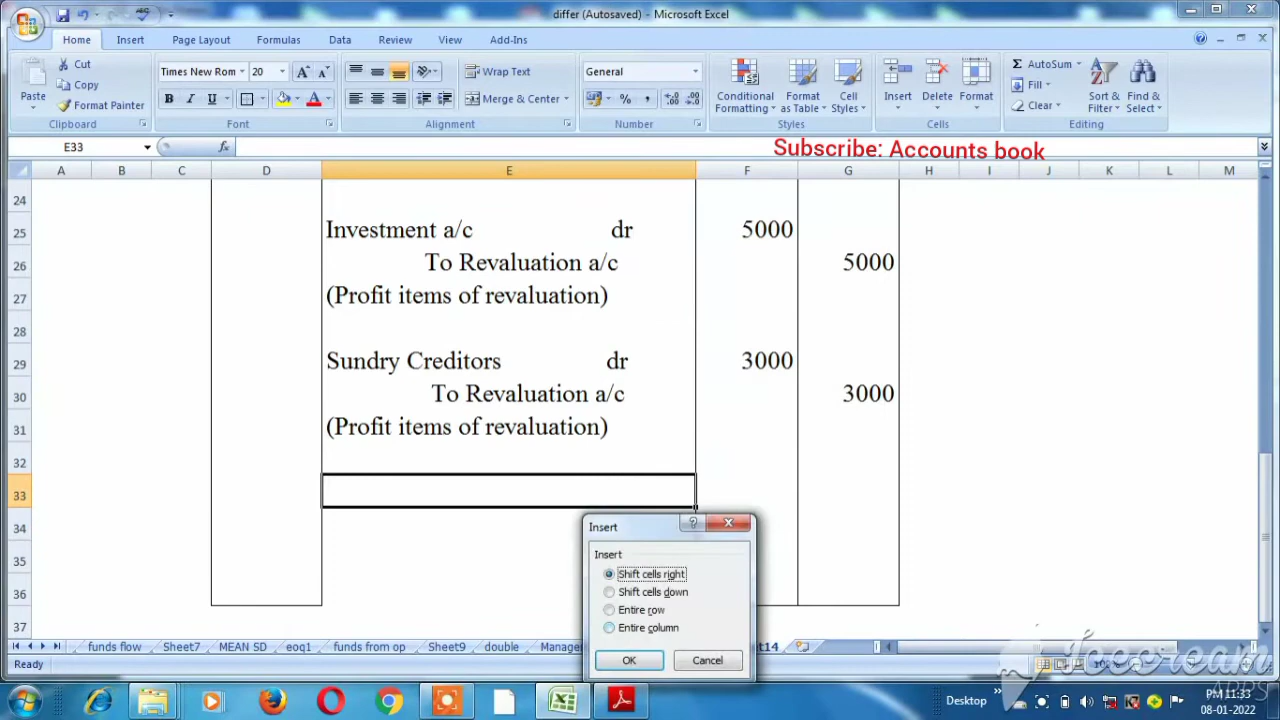 differ (Autosaved) - Microsoft Excel
Home Insert Page Layout Formulas Data Review View Add-Ins
Paste
Cut
Copy
Format Painter
Clipboard
Times New Rom 20
B I U
Font
Wrap Text
Merge & Center
Alignment
General
% ,
Number
Conditional Formatting
Format as Table
Cell Styles
Styles
Insert Delete Format
Cells
AutoSum
Fill
Clear
Sort & Filter
Find & Select
Editing
E33 fx
Subscribe: Accounts book
A B C D E F G H I J K L M
24
25 Investment a/c dr 5000
26 To Revaluation a/c 5000
27 (Profit items of revaluation)
28
29 Sundry Creditors dr 3000
30 To Revaluation a/c 3000
31 (Profit items of revaluation)
32
33
34
35
36
37
Insert
Insert
Shift cells right
Shift cells down
Entire row
Entire column
OK Cancel
funds flow Sheet7 MEAN SD eoq1 funds from op Sheet9 double Manage t14
Ready
Desktop
PM 11:33
08-01-2022